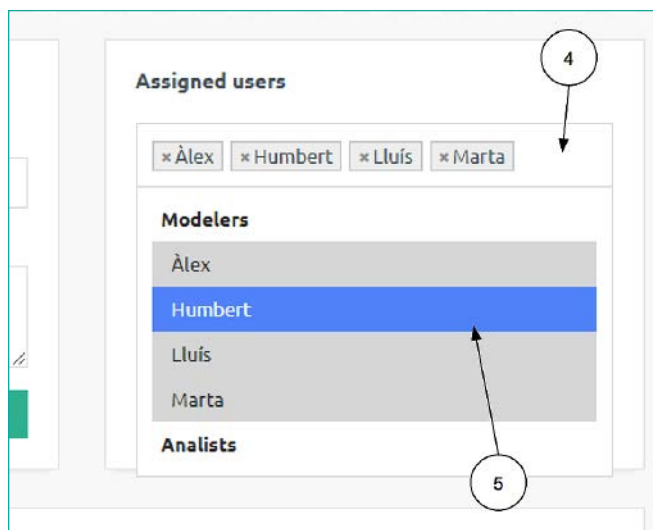 4
Assigned users
×Àlex ×Humbert ×Lluís ×Marta
Modelers
Àlex
Humbert
Lluís
Marta
Analists
5